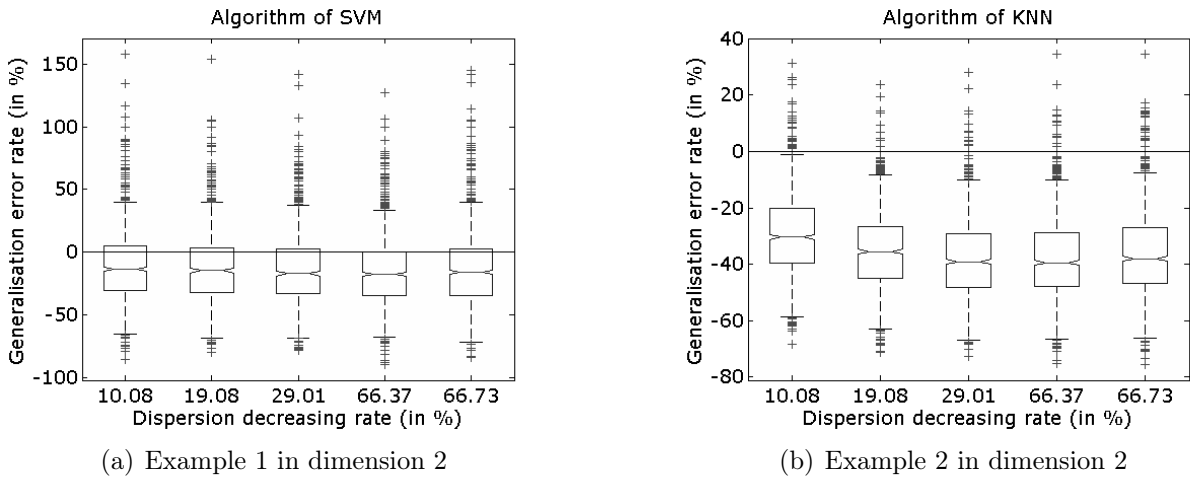 Algorithm of SVM
Generalisation error rate (in %)
150
100
50
0
-50
-100
10.08 19.08 29.01 66.37 66.73
Dispersion decreasing rate (in %)
(a) Example 1 in dimension 2
Algorithm of KNN
Generalisation error rate (in %)
40
20
0
-20
-40
-60
-80
10.08 19.08 29.01 66.37 66.73
Dispersion decreasing rate (in %)
(b) Example 2 in dimension 2